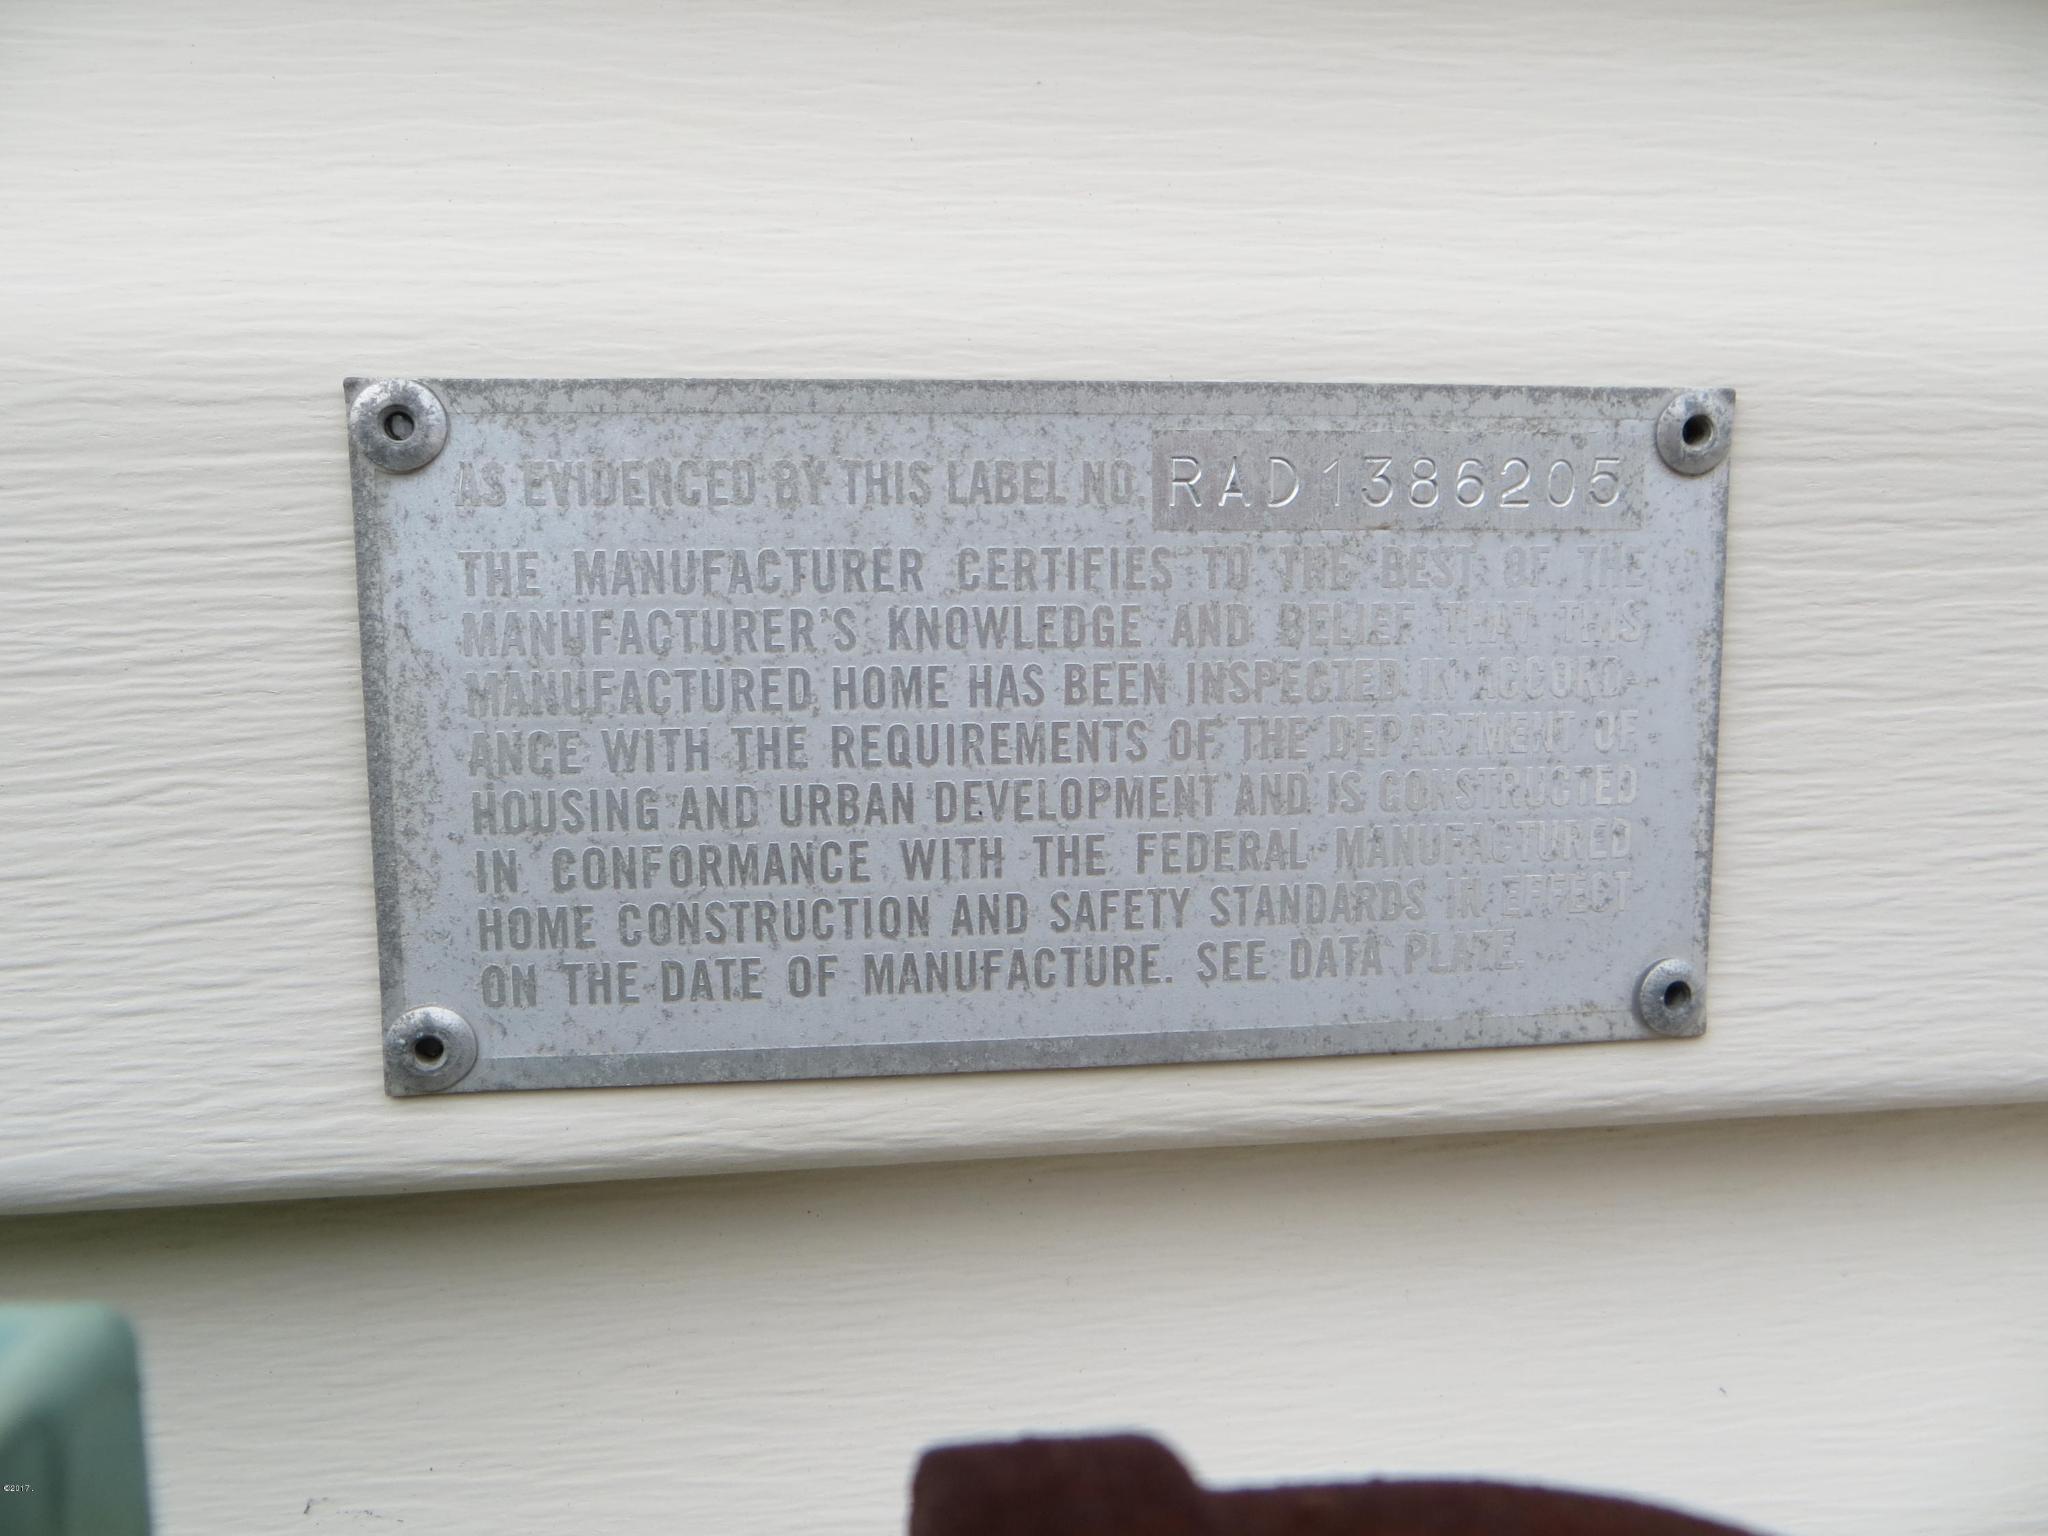 AS EVIDENCED BY THIS LABEL NO. RAD1386205
THE MANUFACTURER CERTIFIES TO THE BEST OF THE
MANUFACTURER'S KNOWLEDGE AND BELIEF THAT THIS
MANUFACTURED HOME HAS BEEN INSPECTED IN ACCORD-
ANCE WITH THE REQUIREMENTS OF THE DEPARTMENT OF
HOUSING AND URBAN DEVELOPMENT AND IS CONSTRUCTED
IN CONFORMANCE WITH THE FEDERAL MANUFACTURED
HOME CONSTRUCTION AND SAFETY STANDARDS IN EFFECT
ON THE DATE OF MANUFACTURE. SEE DATA PLATE.
©2017.